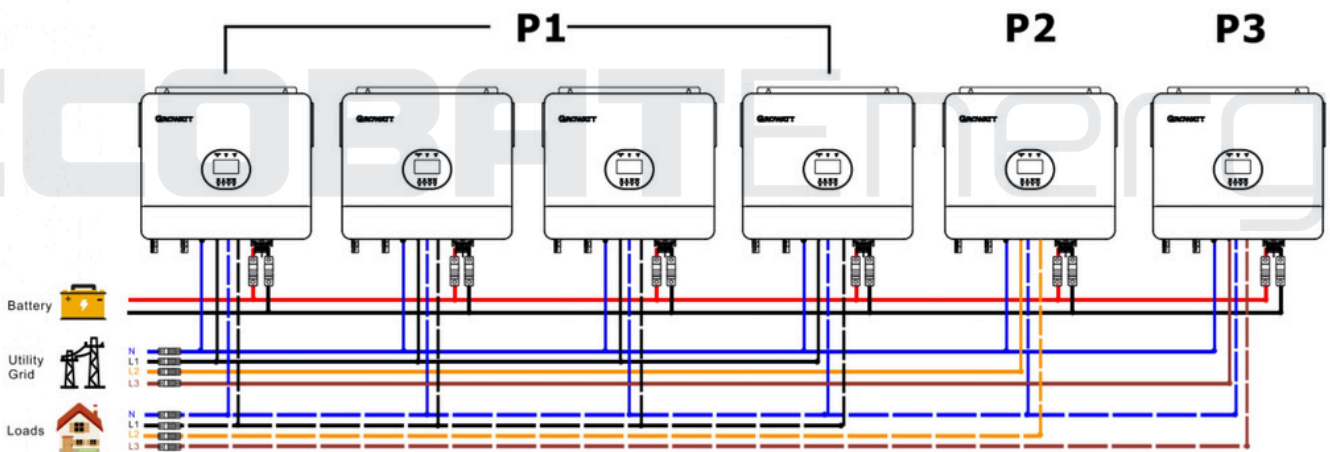 P1 P2 P3
ECOBATEnergy
GROWATT GROWATT GROWATT GROWATT GROWATT GROWATT
Battery
Utility
Grid
N
L1
L2
L3
Loads
N
L1
L2
L3